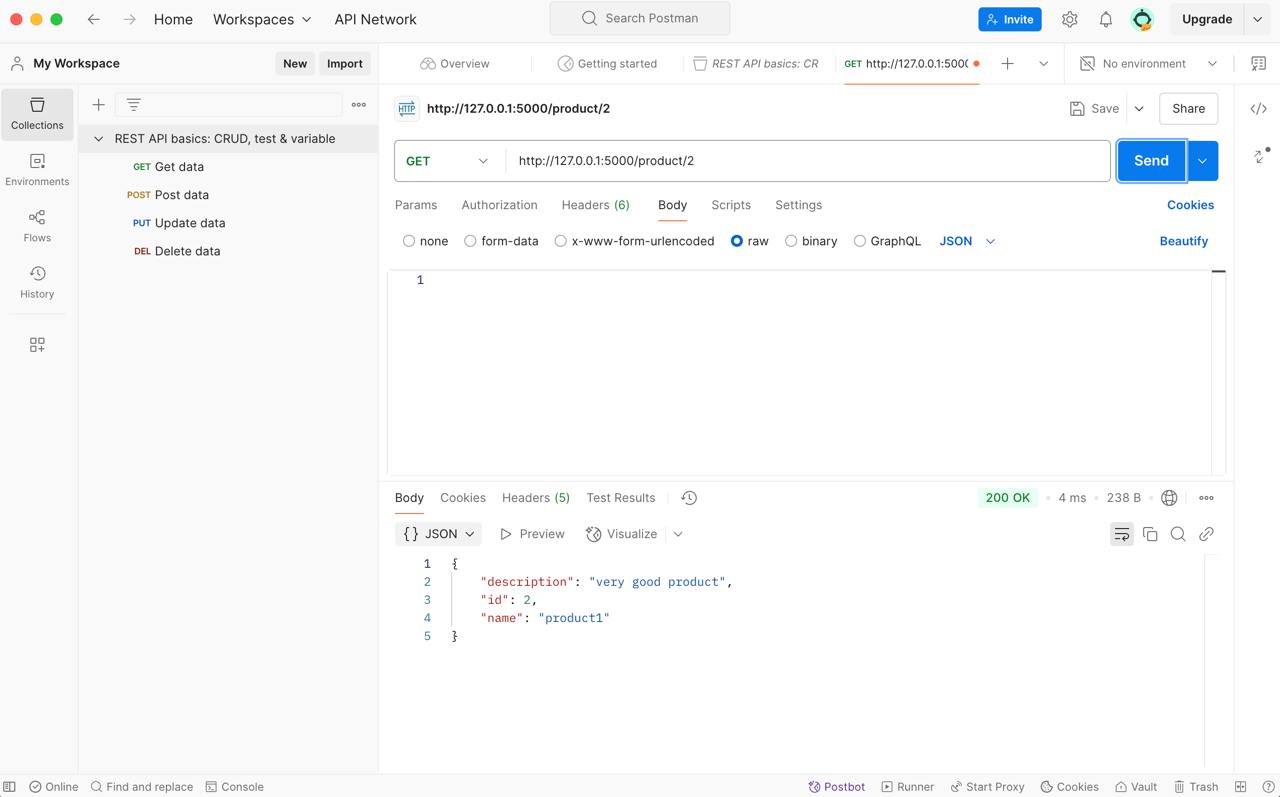 Home
Workspaces
API Network
Search Postman
Invite
Upgrade
My Workspace
New
Import
Overview
Getting started
REST API basics: CR
GET http://127.0.0.1:5000
No environment
Collections
Environments
Flows
History
REST API basics: CRUD, test & variable
GET Get data
POST Post data
PUT Update data
DEL Delete data
HTTP
http://127.0.0.1:5000/product/2
Save
Share
GET
http://127.0.0.1:5000/product/2
Send
Params
Authorization
Headers (6)
Body
Scripts
Settings
Cookies
none
form-data
x-www-form-urlencoded
raw
binary
GraphQL
JSON
Beautify
1
Body
Cookies
Headers (5)
Test Results
200 OK
4 ms
238 B
{} JSON
Preview
Visualize
1 {
2 "description": "very good product",
3 "id": 2,
4 "name": "product1"
5 }
Online
Find and replace
Console
Postbot
Runner
Start Proxy
Cookies
Vault
Trash